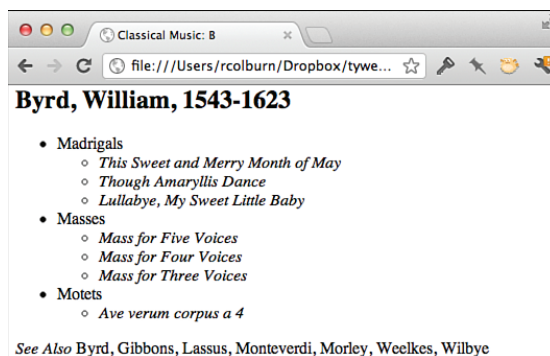 Classical Music: B
file:///Users/rcolburn/Dropbox/tywe...
Byrd, William, 1543-1623
Madrigals
This Sweet and Merry Month of May
Though Amaryllis Dance
Lullabye, My Sweet Little Baby
Masses
Mass for Five Voices
Mass for Four Voices
Mass for Three Voices
Motets
Ave verum corpus a 4
See Also Byrd, Gibbons, Lassus, Monteverdi, Morley, Weelkes, Wilbye